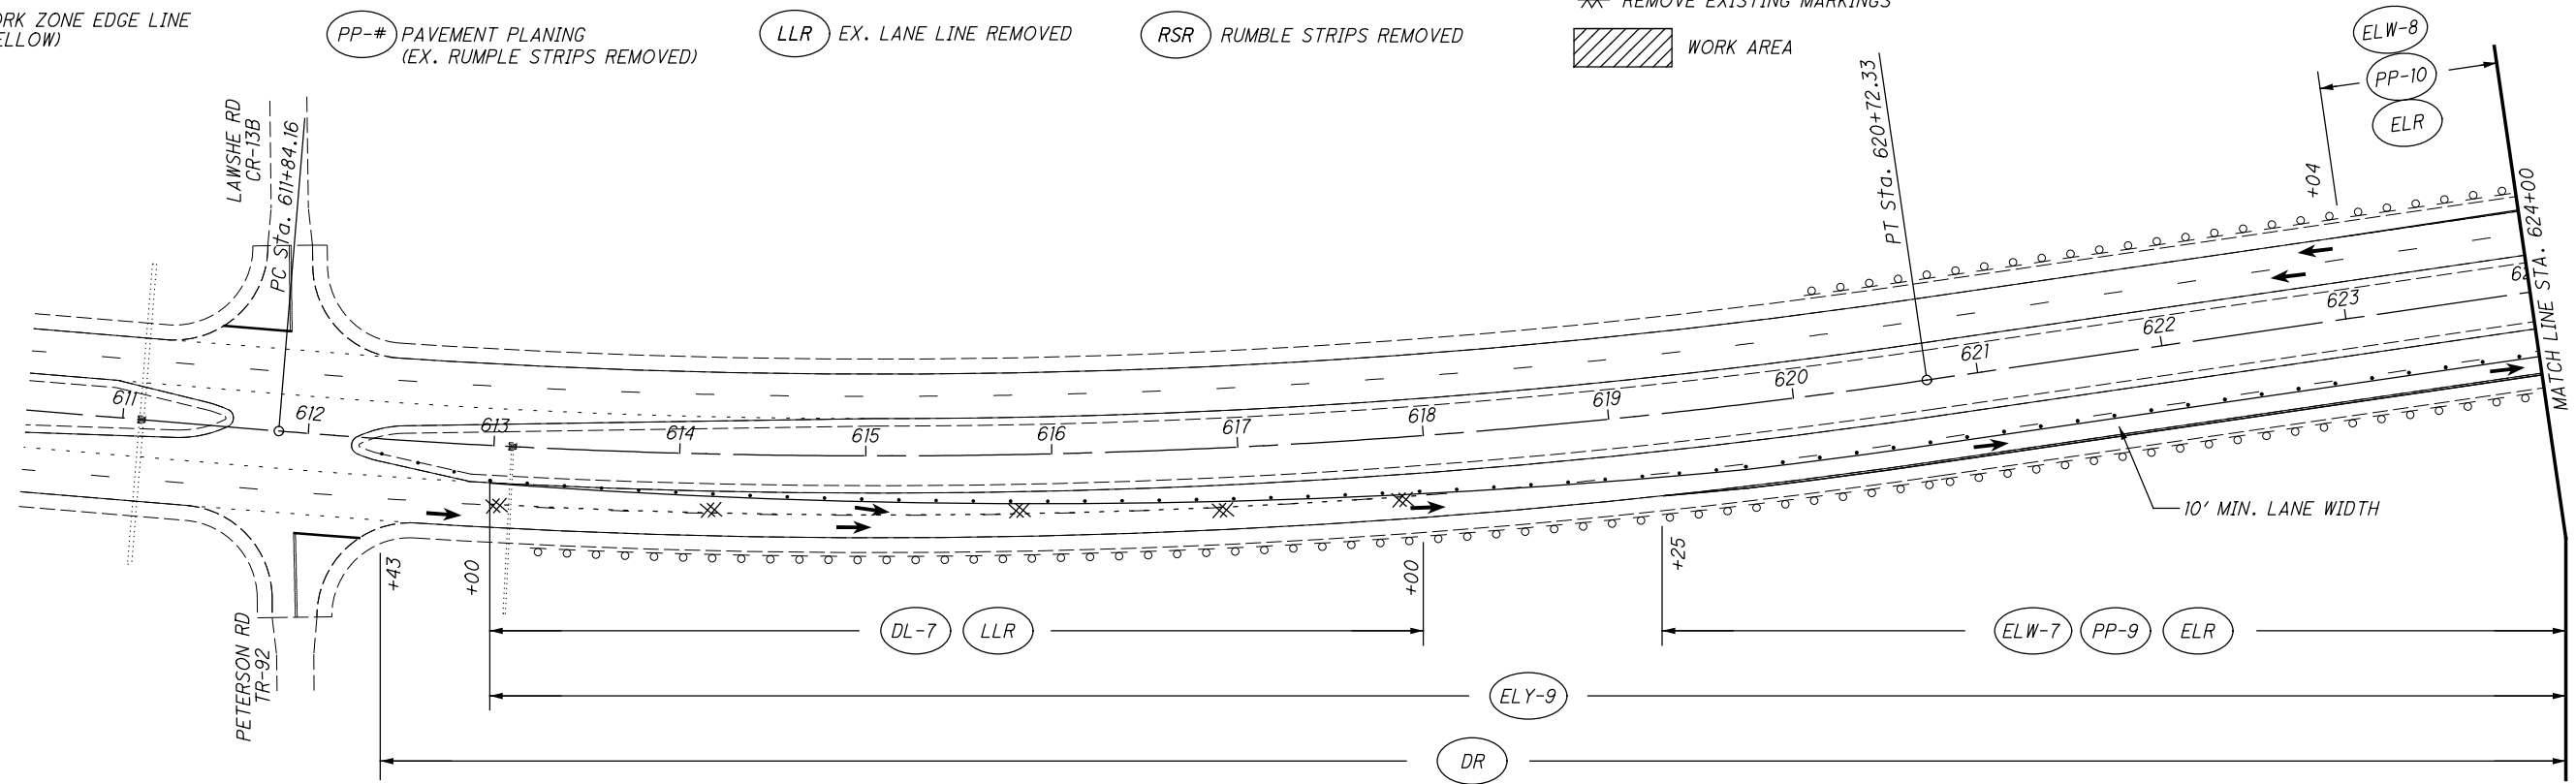 ORK ZONE EDGE LINE
ELLOW)
PP-# PAVEMENT PLANING
(EX. RUMPLE STRIPS REMOVED)
LLR EX. LANE LINE REMOVED
RSR RUMBLE STRIPS REMOVED
REMOVE EXISTING MARKINGS
WORK AREA
ELW-8
PP-10
ELR
LAWSHE RD
CR-13B
PC Sta. 611+84.16
PT Sta. 620+72.33
+04
MATCH LINE STA. 624+00
611
612
613
614
615
616
617
618
619
620
621
622
623
62
10' MIN. LANE WIDTH
+43
+00
+00
+25
PETERSON RD
TR-92
DL-7 LLR
ELW-7 PP-9 ELR
ELY-9
DR